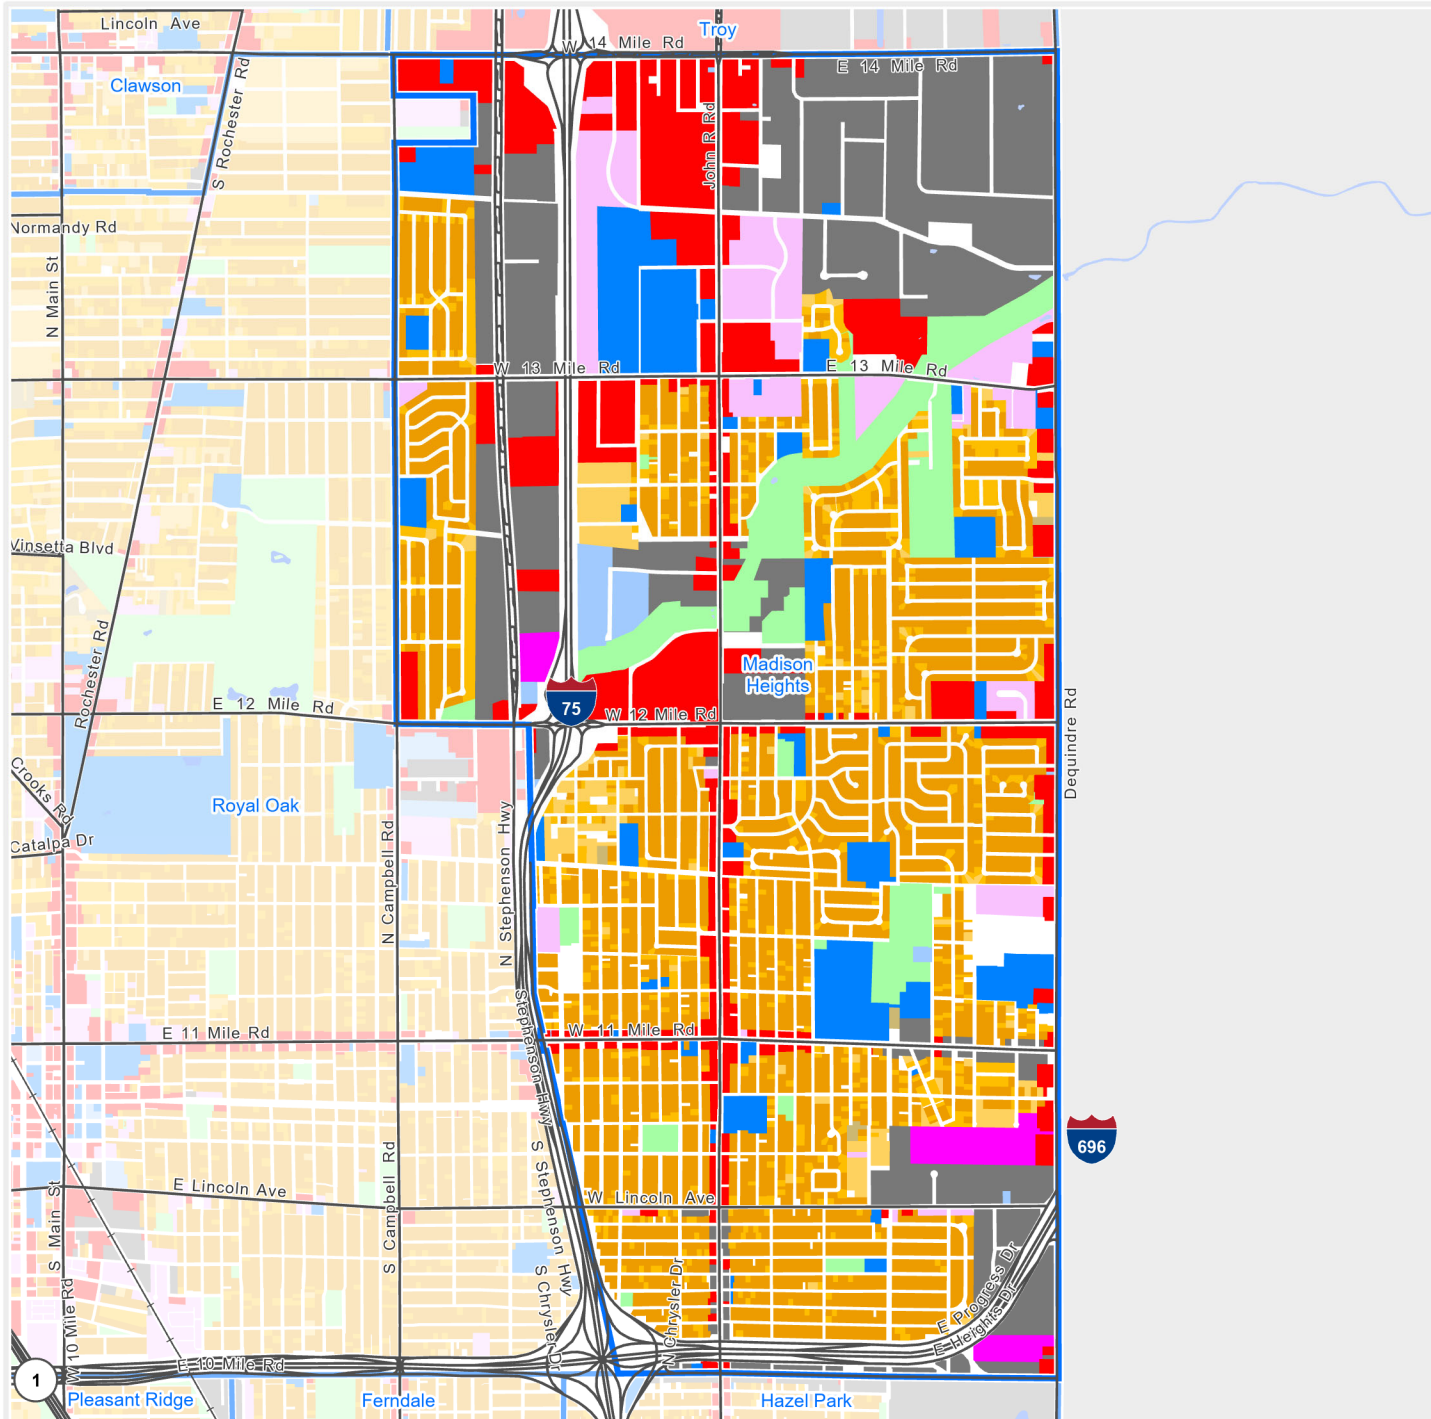 Lincoln Ave
Troy
W 14 Mile Rd
E 14 Mile Rd
Clawson
S Rochester Rd
John R Rd
Normandy Rd
N Main St
W 13 Mile Rd
E 13 Mile Rd
Vinsetta Blvd
Rochester Rd
Madison
Heights
E 12 Mile Rd
75
W 12 Mile Rd
Dequindre Rd
Crooks Rd
Royal Oak
Catalpa Dr
N Campbell Rd
N Stephenson Hwy
E 11 Mile Rd
Stephenson Hwy
W 11 Mile Rd
696
S Main St
E Lincoln Ave
S Campbell Rd
S Stephenson Hwy
W Lincoln Ave
W 10 Mile Rd
E 10 Mile Rd
S Chrysler Dr
N Chrysler Dr
E Progress Dr
E Heights Dr
1
Pleasant Ridge
Ferndale
Hazel Park